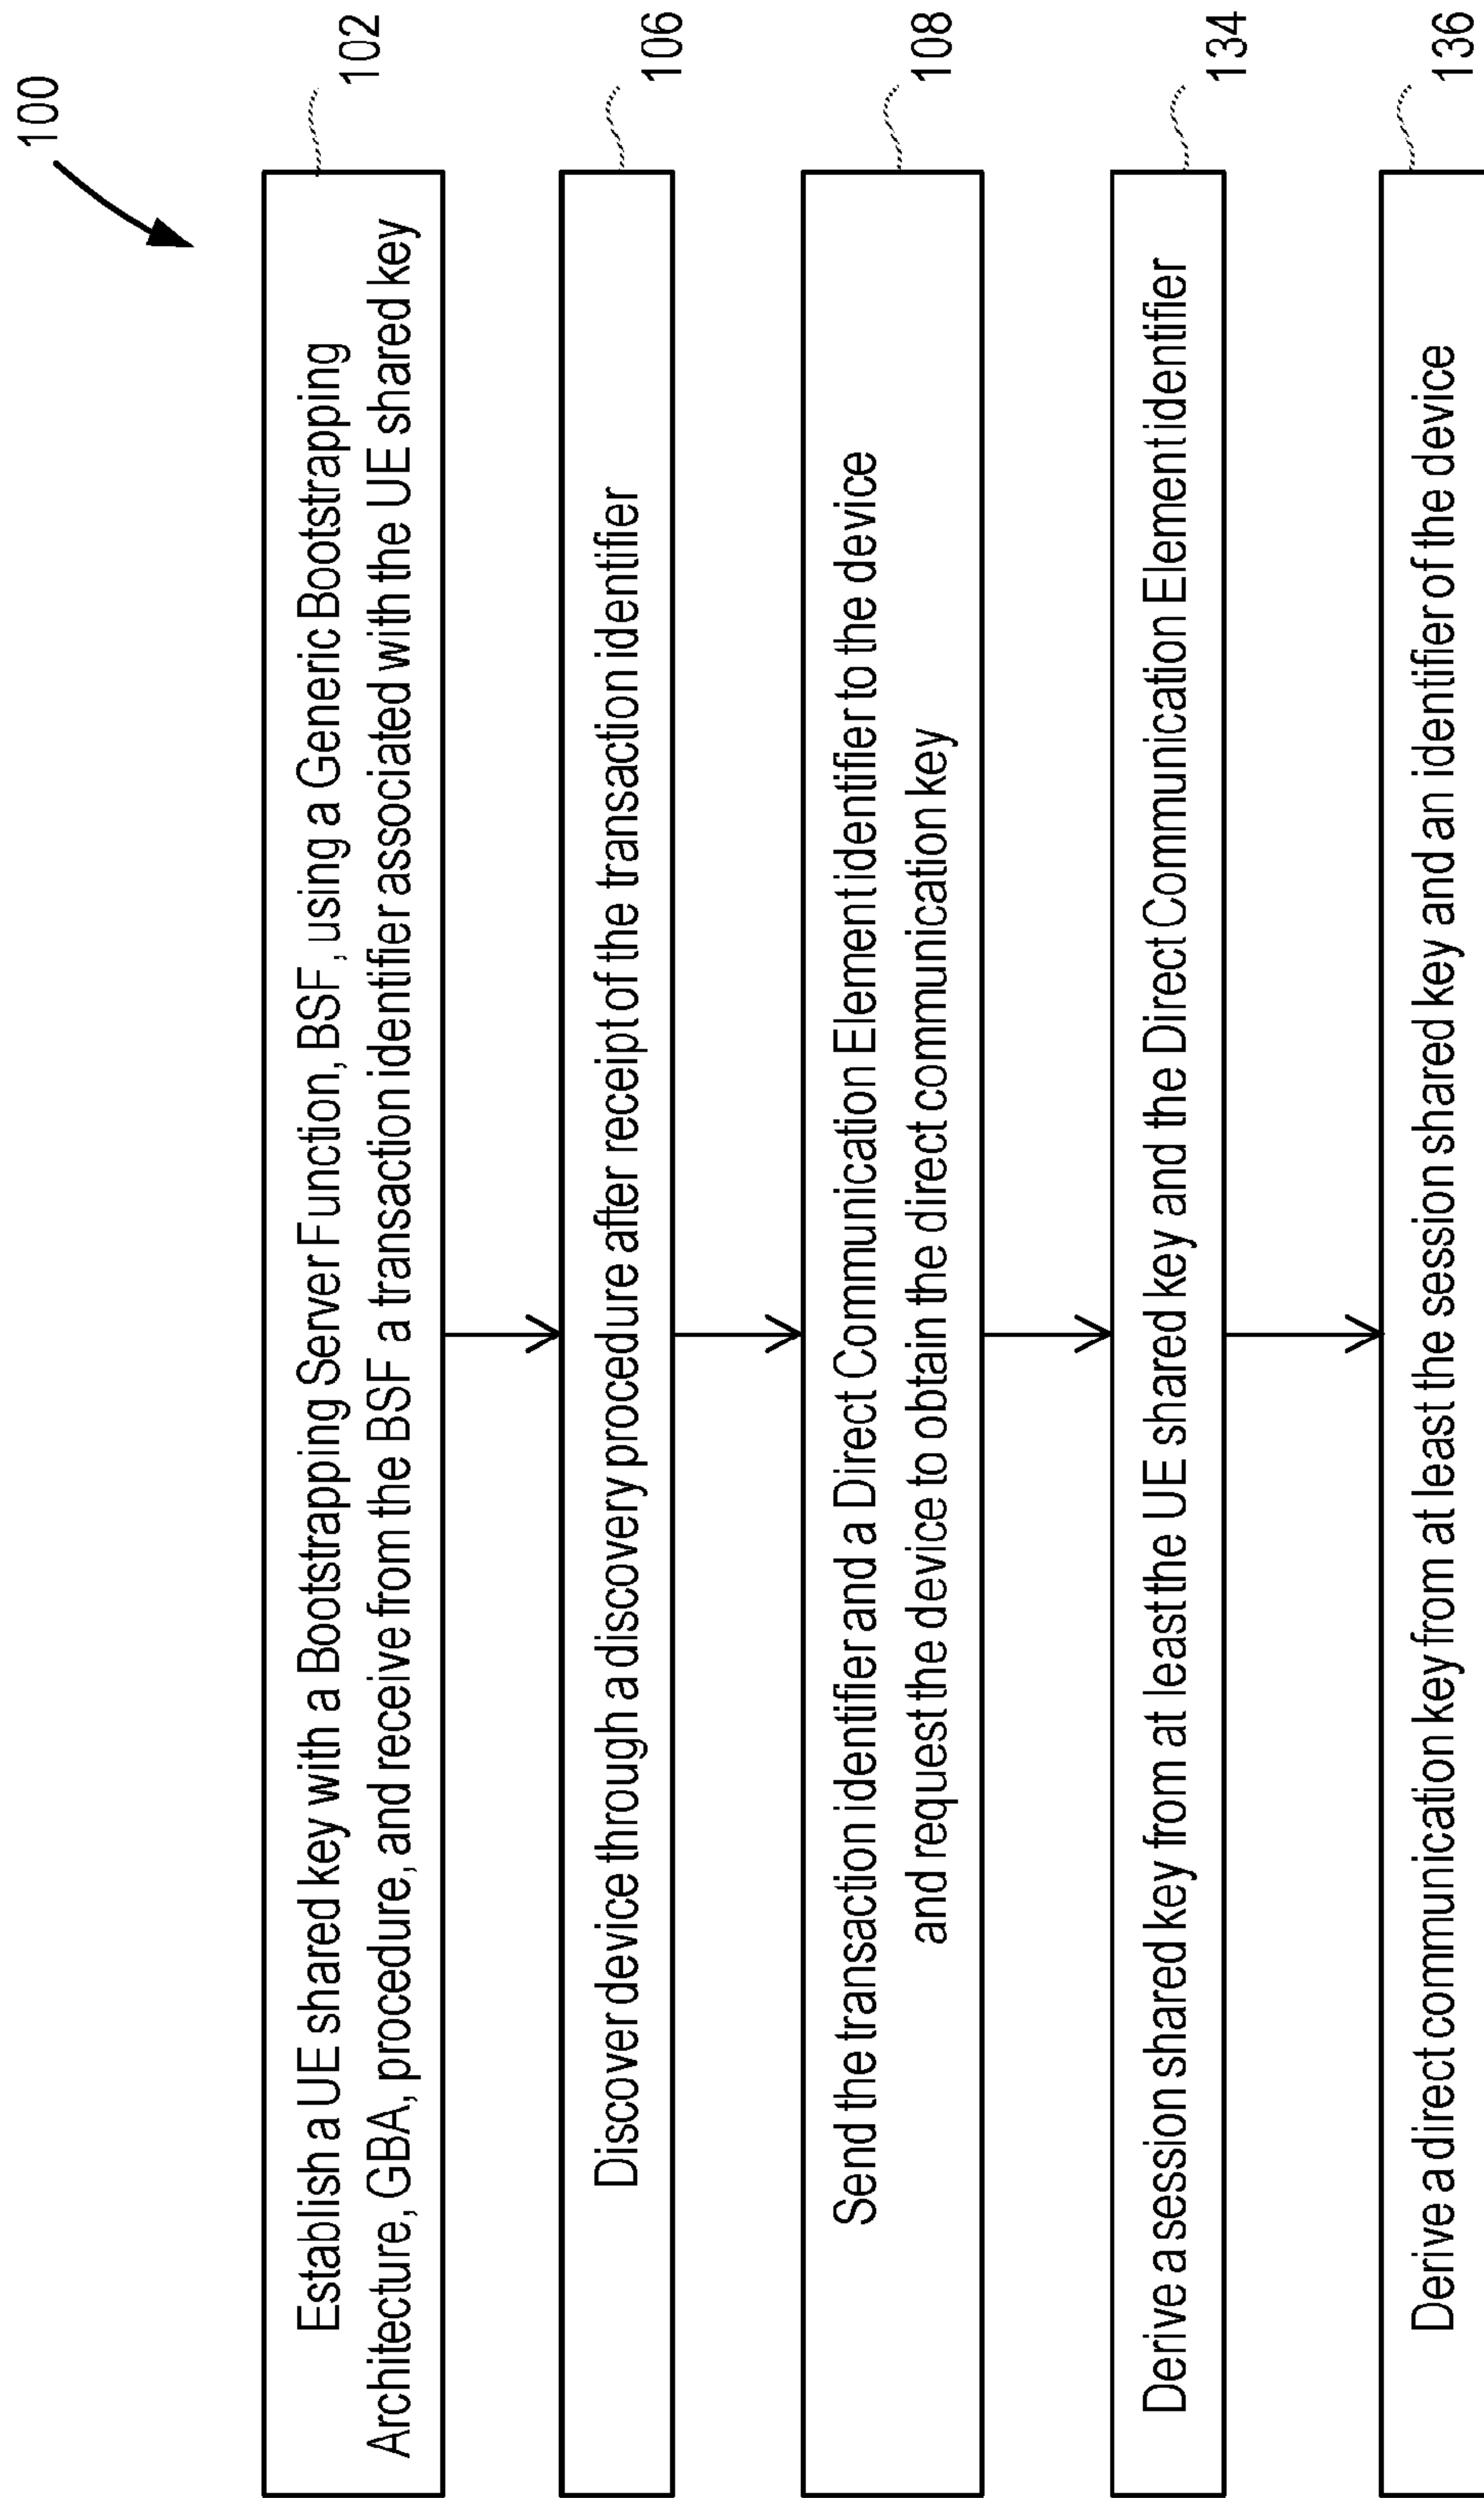 100
Establish a UE shared key with a Bootstrapping Server Function, BSF, using a Generic Bootstrapping
Architecture, GBA, procedure, and receive from the BSF a transaction identifier associated with the UE shared key
102
Discover device through a discovery procedure after receipt of the transaction identifier
106
Send the transaction identifier and a Direct Communication Element identifier to the device
and request the device to obtain the direct communication key
108
Derive a session shared key from at least the UE shared key and the Direct Communication Element identifier
134
Derive a direct communication key from at least the session shared key and an identifier of the device
136